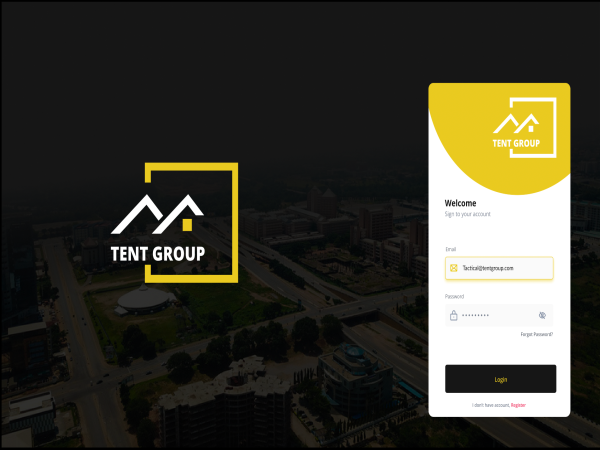 TENT GROUP
TENT GROUP
Welcome
Sign to your account
Email
Tactical@tentgroup.com
Password
Forgot Password?
Login
I don't have account. Register